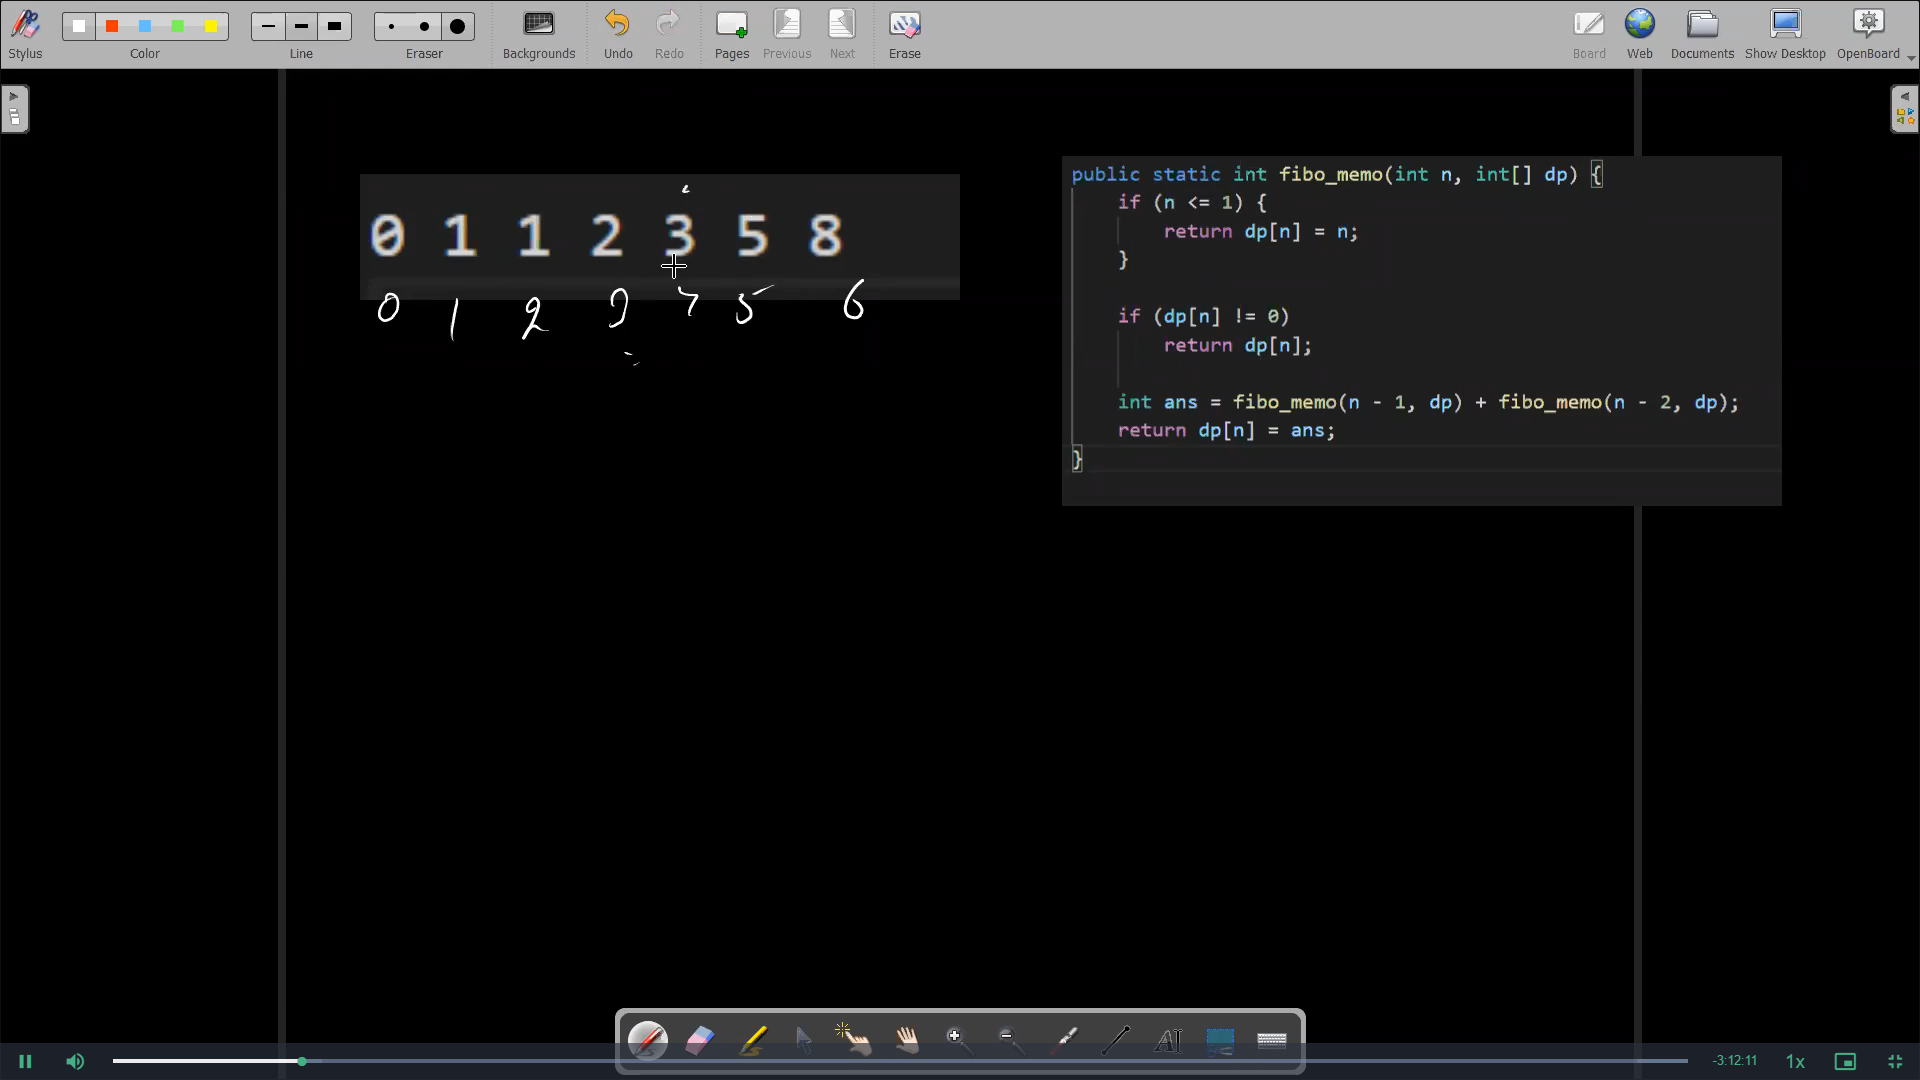 Stylus Color Line Eraser Backgrounds Undo Redo Pages Previous Next Erase Board Web Documents Show Desktop OpenBoard
0 1 1 2 3 5 8
0 1 2 3 5 6
public static int fibo_memo(int n, int[] dp) {
if (n <= 1) {
return dp[n] = n;
}
if (dp[n] != 0)
return dp[n];
int ans = fibo_memo(n - 1, dp) + fibo_memo(n - 2, dp);
return dp[n] = ans;
}
-3:12:11 1x